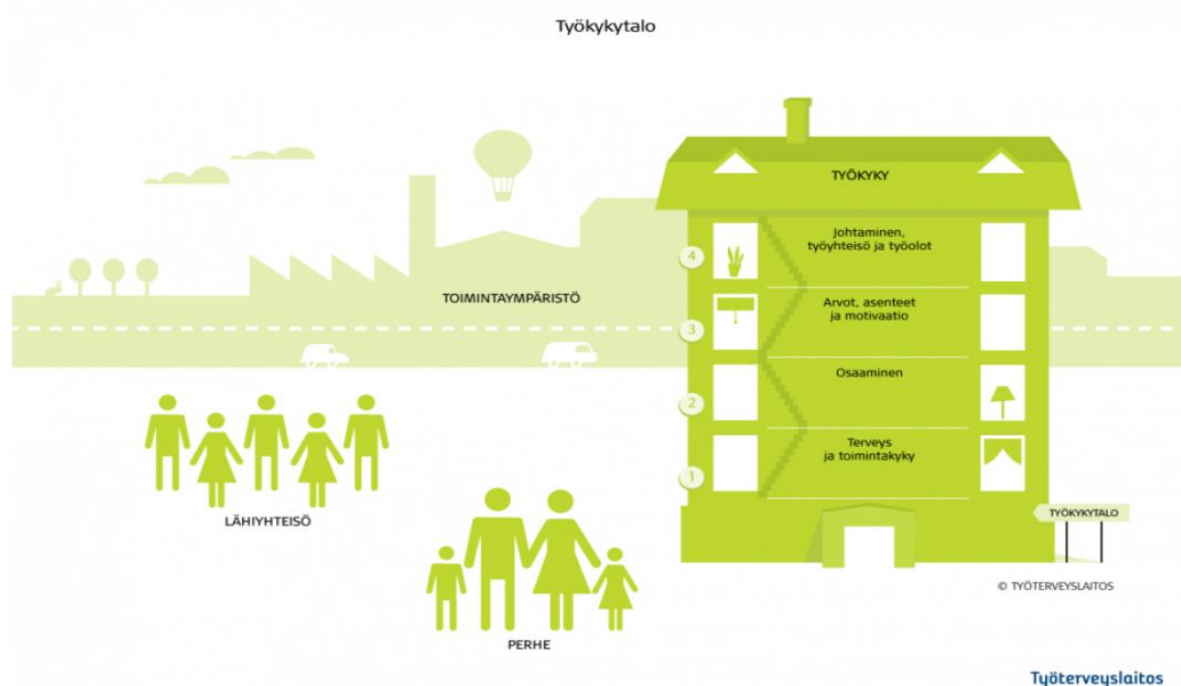 Työkykytalo
TYÖKYKY
4
Johtaminen,
työyhteisö ja työolot
TOIMINTAYMPÄRISTÖ
3
Arvot, asenteet
ja motivaatio
2
Osaaminen
1
Terveys
ja toimintakyky
LÄHIYHTEISÖ
TYÖKYKYTALO
PERHE
© TYÖTERVEYSLAITOS
Työterveyslaitos